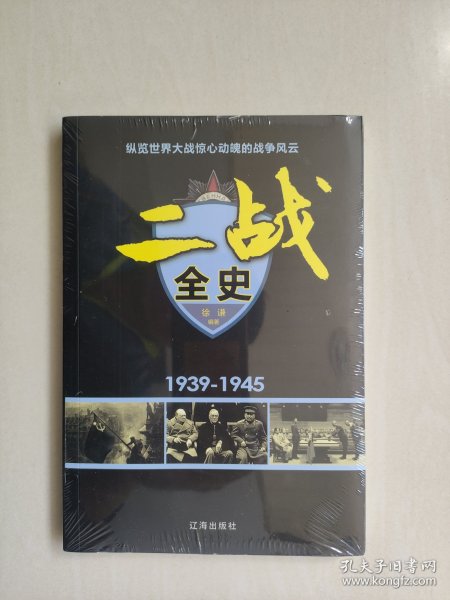 纵览世界大战惊心动魄的战争风云
二战
全史
徐谦
编著
1939-1945
辽海出版社
孔夫子旧书网
www.kongfz.com